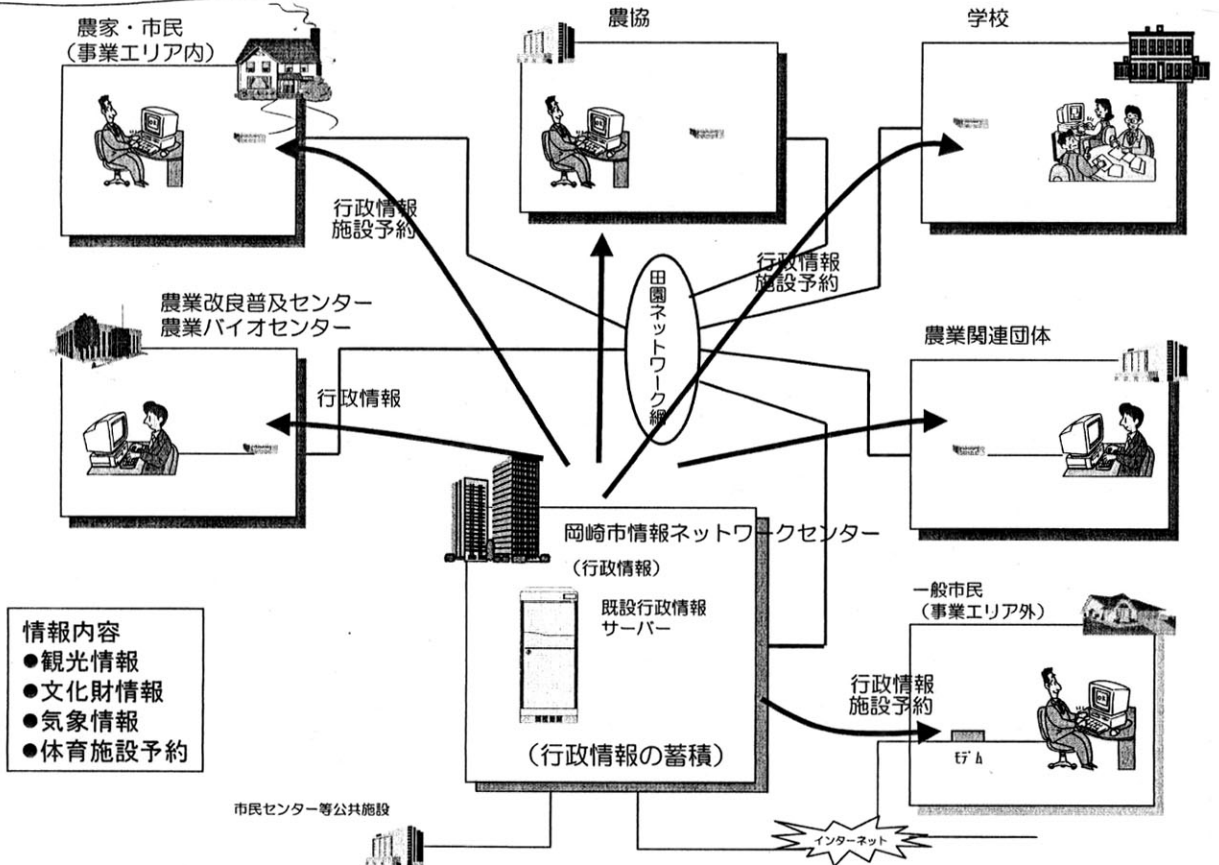 農家・市民
（事業エリア内）
農協
学校
行政情報
施設予約
行政情報
施設予約
田園ネットワーク網
農業改良普及センター
農業バイオセンター
行政情報
農業関連団体
岡崎市情報ネットワークセンター
（行政情報）
既設行政情報
サーバー
（行政情報の蓄積）
一般市民
（事業エリア外）
行政情報
施設予約
ﾓﾃﾞﾑ
情報内容
●観光情報
●文化財情報
●気象情報
●体育施設予約
市民センター等公共施設
インターネット